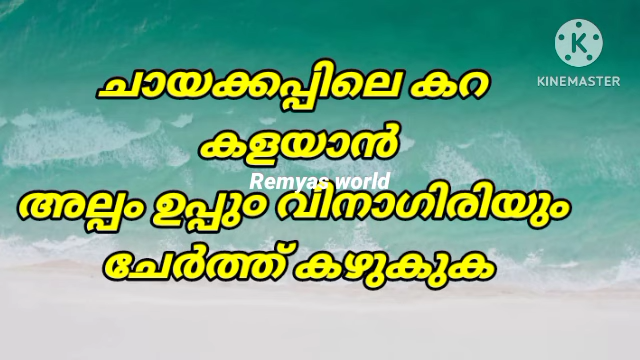 KINEMASTER
ചായക്കപ്പിലെ കറ
കളയാൻ
Remyas world
അല്പം ഉപ്പും വിനാഗിരിയും
ചേർത്ത് കഴുകുക